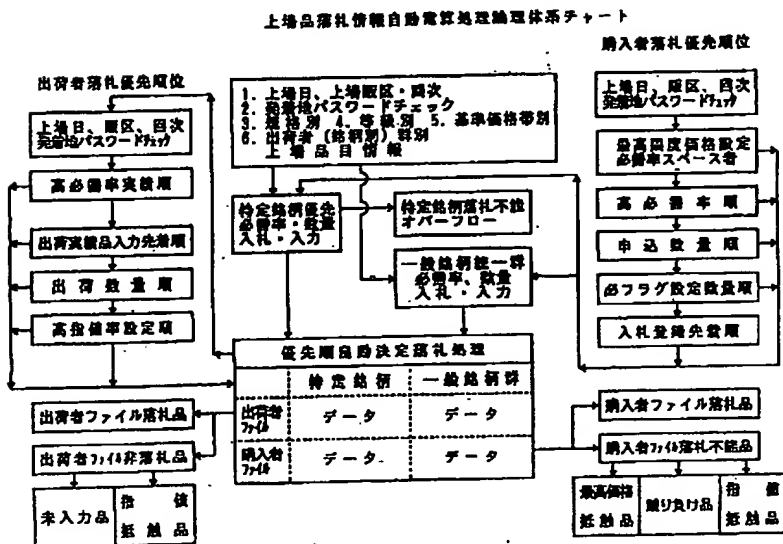 上場品落札情報自動電算処理論理体系チャート
出荷者落札優先順位
上場日、販区、回次
発着地パスワードチェック
高必番率実績順
出荷実績品入力先着順
出荷数量順
高指値率設定順
1. 上場日、上場販区・回次
2. 発着地パスワードチェック
3. 規格別 4. 等級別 5. 基準価格帯別
6. 出荷者(銘柄別)群別
上場品目情報
特定銘柄優先
必番率・数量
入札・入力
特定銘柄落札不能
オーバーフロー
一般銘柄統一群
必番率、数量
入札・入力
購入者落札優先順位
上場日、販区、回次
発着地パスワードチェック
最高限度価格設定
必番率スペース者
高必番率順
申込数量順
必フラグ設定数量順
入札登録先着順
優先順自動決定落札処理
特定銘柄 一般銘柄群
出荷者ファイル データ データ
購入者ファイル データ データ
出荷者ファイル落札品
出荷者ファイル非落札品
未入力品
指値
抵触品
購入者ファイル落札品
購入者ファイル落札不能品
最高価格
抵触品
競り負け品
指値
抵触品